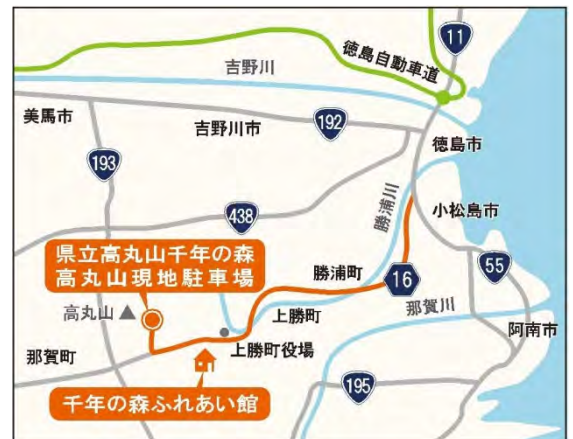 11
徳島自動車道
吉野川
美馬市
吉野川市
192
徳島市
193
勝浦川
小松島市
438
県立高丸山千年の森
高丸山現地駐車場
勝浦町
16
55
高丸山
上勝町
那賀川
阿南市
那賀町
上勝町役場
千年の森ふれあい館
195